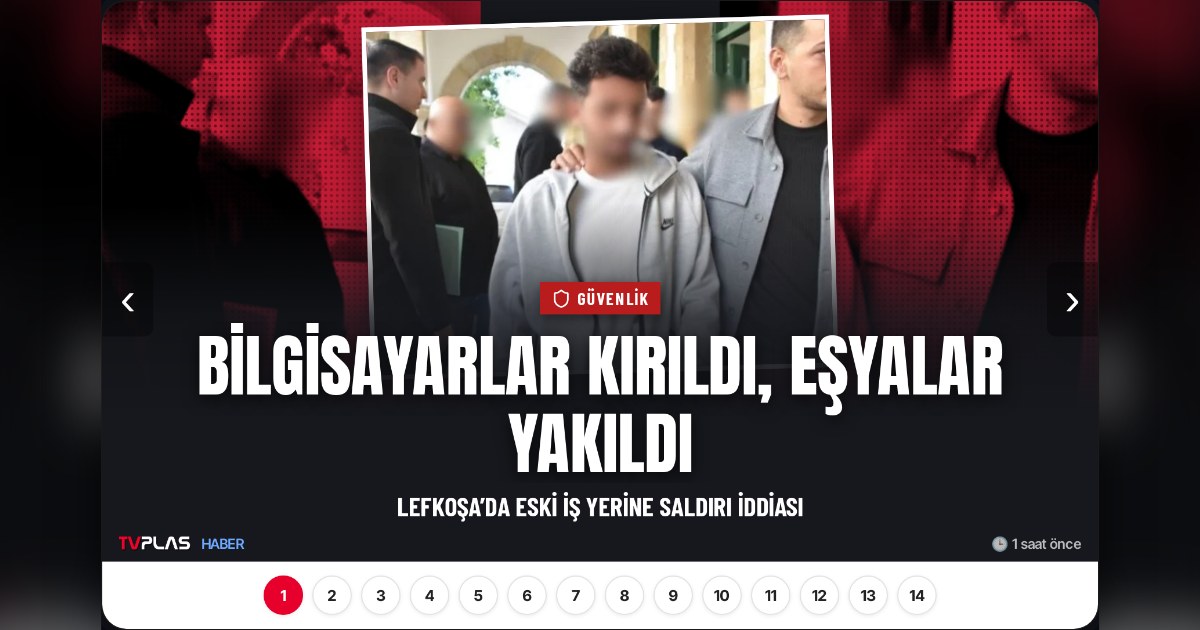 GÜVENLİK
BİLGİSAYARLAR KIRILDI, EŞYALAR
YAKILDI
LEFKOŞA'DA ESKİ İŞ YERİNE SALDIRI İDDİASI
TVPLAS HABER
1 saat önce
1 2 3 4 5 6 7 8 9 10 11 12 13 14